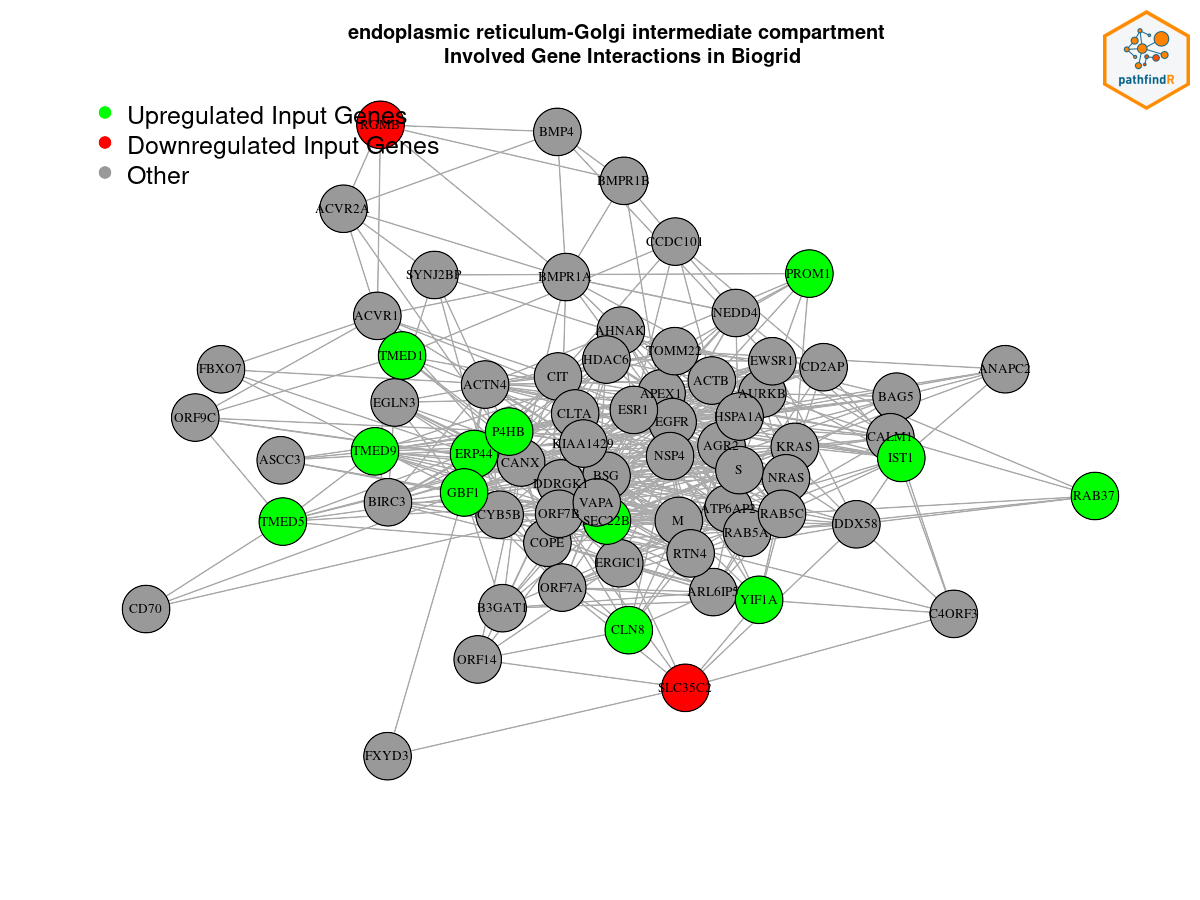 endoplasmic reticulum-Golgi intermediate compartment
Involved Gene Interactions in Biogrid
pathfindR
Upregulated Input Genes
Downregulated Input Genes
Other
RGMB
BMP4
BMPR1B
ACVR2A
CCDC101
SYNJ2BP
BMPR1A
PROM1
ACVR1
NEDD4
AHNAK
TMED1
HDAC6
TOMM22
EWSR1
CD2AP
ANAPC2
FBXO7
ACTN4
CIT
ACTB
APEX1
AURKB
BAG5
EGLN3
ORF9C
CLTA
ESR1
EGFR
HSPA1A
P4HB
KIAA1429
CALM1
TMED9
ERP44
CANX
NSP4
AGR2
KRAS
IST1
ASCC3
DDRGK1
BSG
S
NRAS
GBF1
RAB37
BIRC3
CYB5B
ORF7B
VAPA
SEC22B
M
ATP6AP2
RAB5C
RAB5A
DDX58
TMED5
COPE
ERGIC1
RTN4
ORF7A
ARL6IP5
YIF1A
CD70
B3GAT1
C4ORF3
CLN8
ORF14
SLC35C2
FXYD3